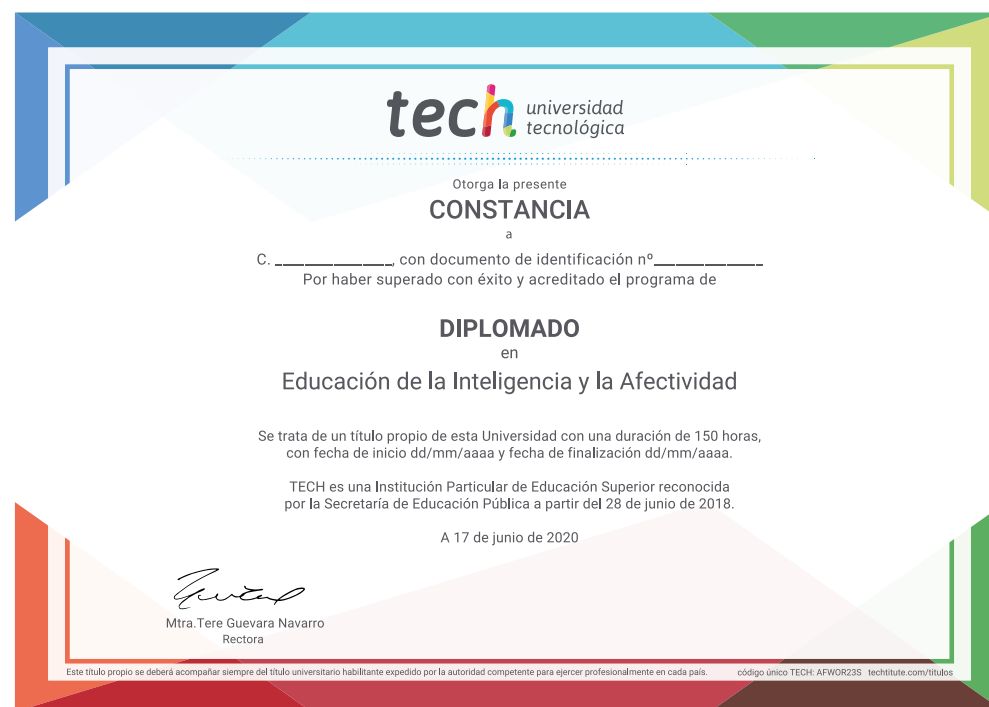 tech universidad
tecnológica
Otorga la presente
CONSTANCIA
a
C. ________________, con documento de identificación nº_______________
Por haber superado con éxito y acreditado el programa de
DIPLOMADO
en
Educación de la Inteligencia y la Afectividad
Se trata de un título propio de esta Universidad con una duración de 150 horas,
con fecha de inicio dd/mm/aaaa y fecha de finalización dd/mm/aaaa.
TECH es una Institución Particular de Educación Superior reconocida
por la Secretaría de Educación Pública a partir del 28 de junio de 2018.
A 17 de junio de 2020
Mtra.Tere Guevara Navarro
Rectora
Este título propio se deberá acompañar siempre del título universitario habilitante expedido por la autoridad competente para ejercer profesionalmente en cada país. código único TECH: AFWOR23S techtitute.com/titulos